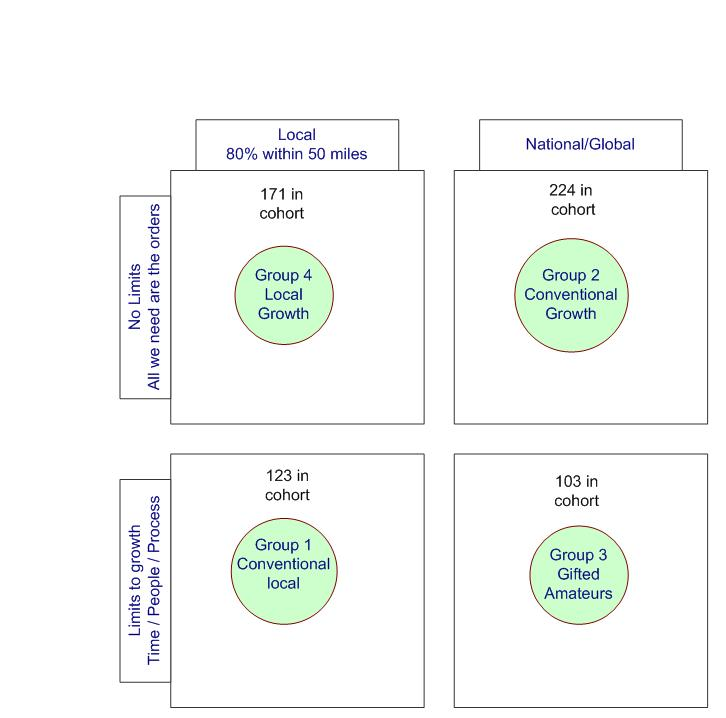 Local
80% within 50 miles
National/Global
No Limits
All we need are the orders
171 in
cohort
Group 4
Local
Growth
224 in
cohort
Group 2
Conventional
Growth
Limits to growth
Time / People / Process
123 in
cohort
Group 1
Conventional
local
103 in
cohort
Group 3
Gifted
Amateurs